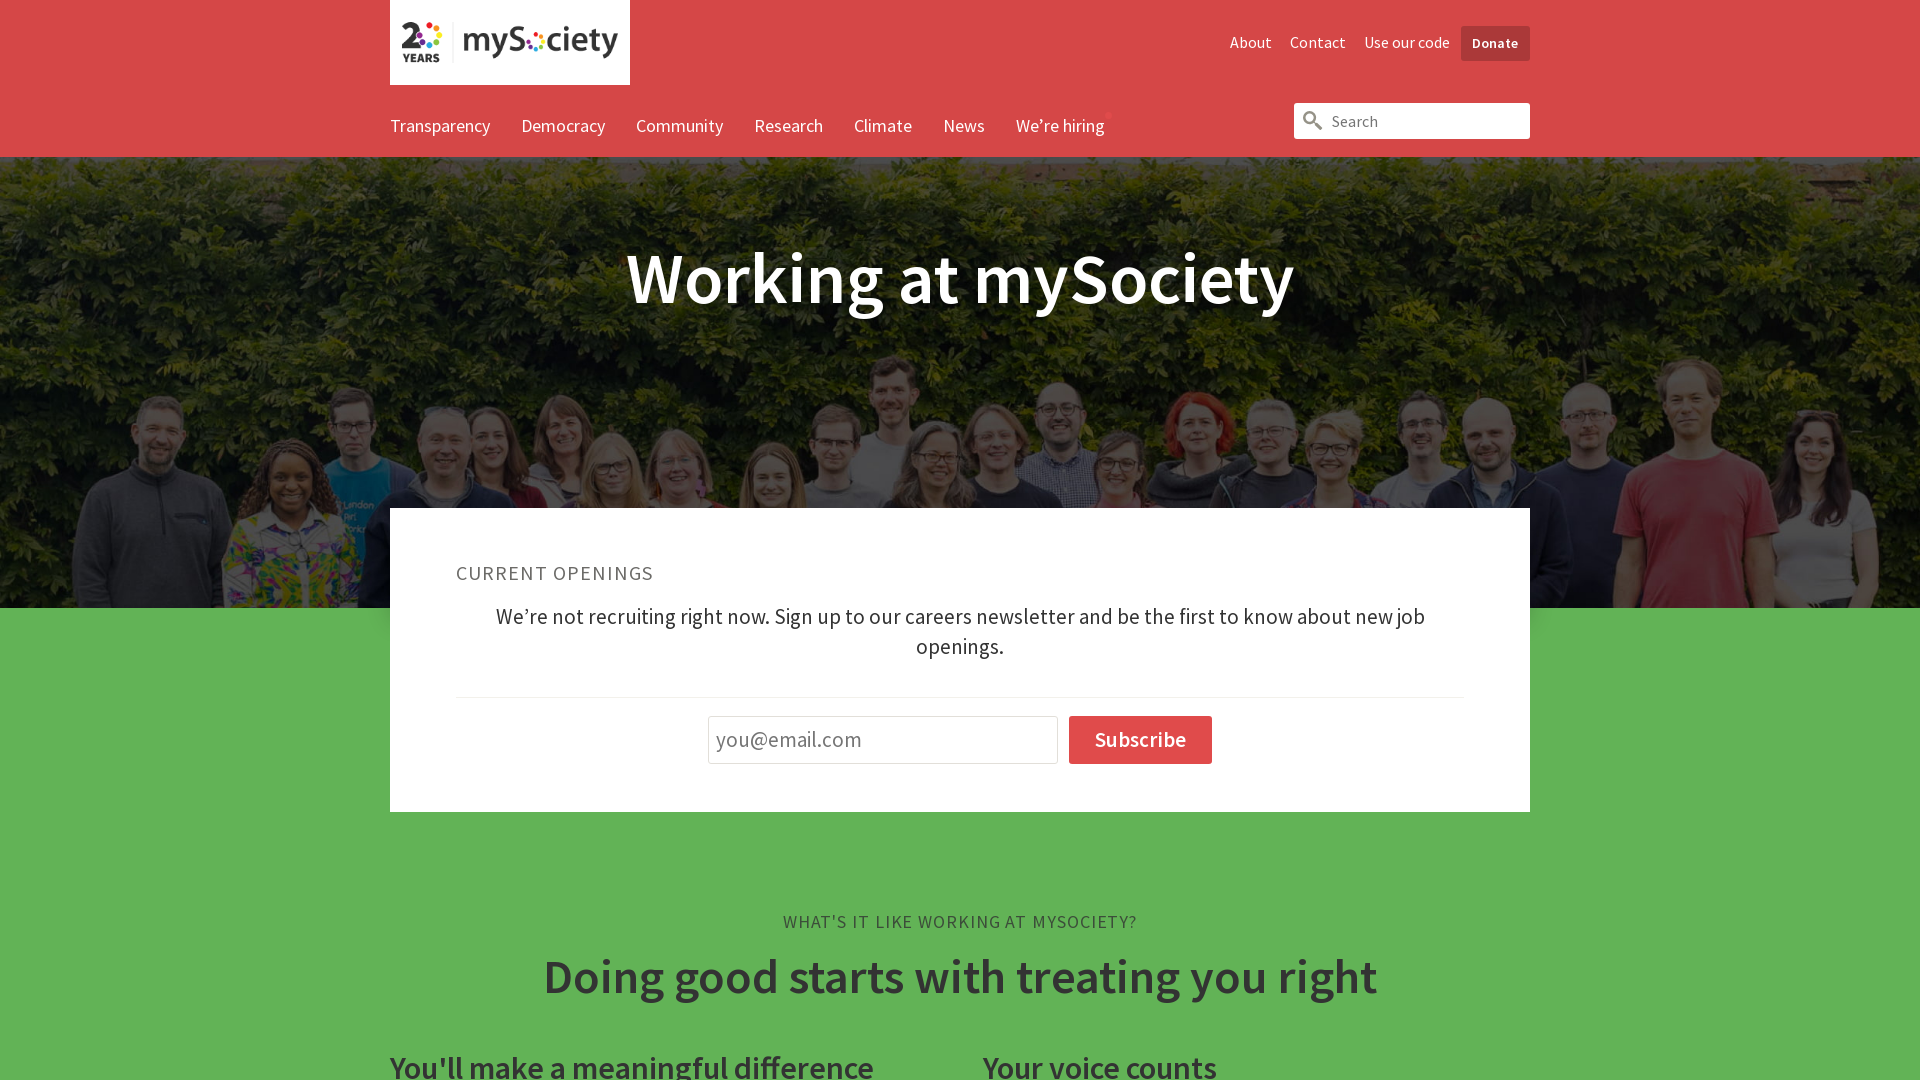 20 YEARS mySociety
About Contact Use our code Donate
Transparency Democracy Community Research Climate News We’re hiring
Search
Working at mySociety
CURRENT OPENINGS
We’re not recruiting right now. Sign up to our careers newsletter and be the first to know about new job
openings.
you@email.com
Subscribe
WHAT'S IT LIKE WORKING AT MYSOCIETY?
Doing good starts with treating you right
You'll make a meaningful difference
Your voice counts